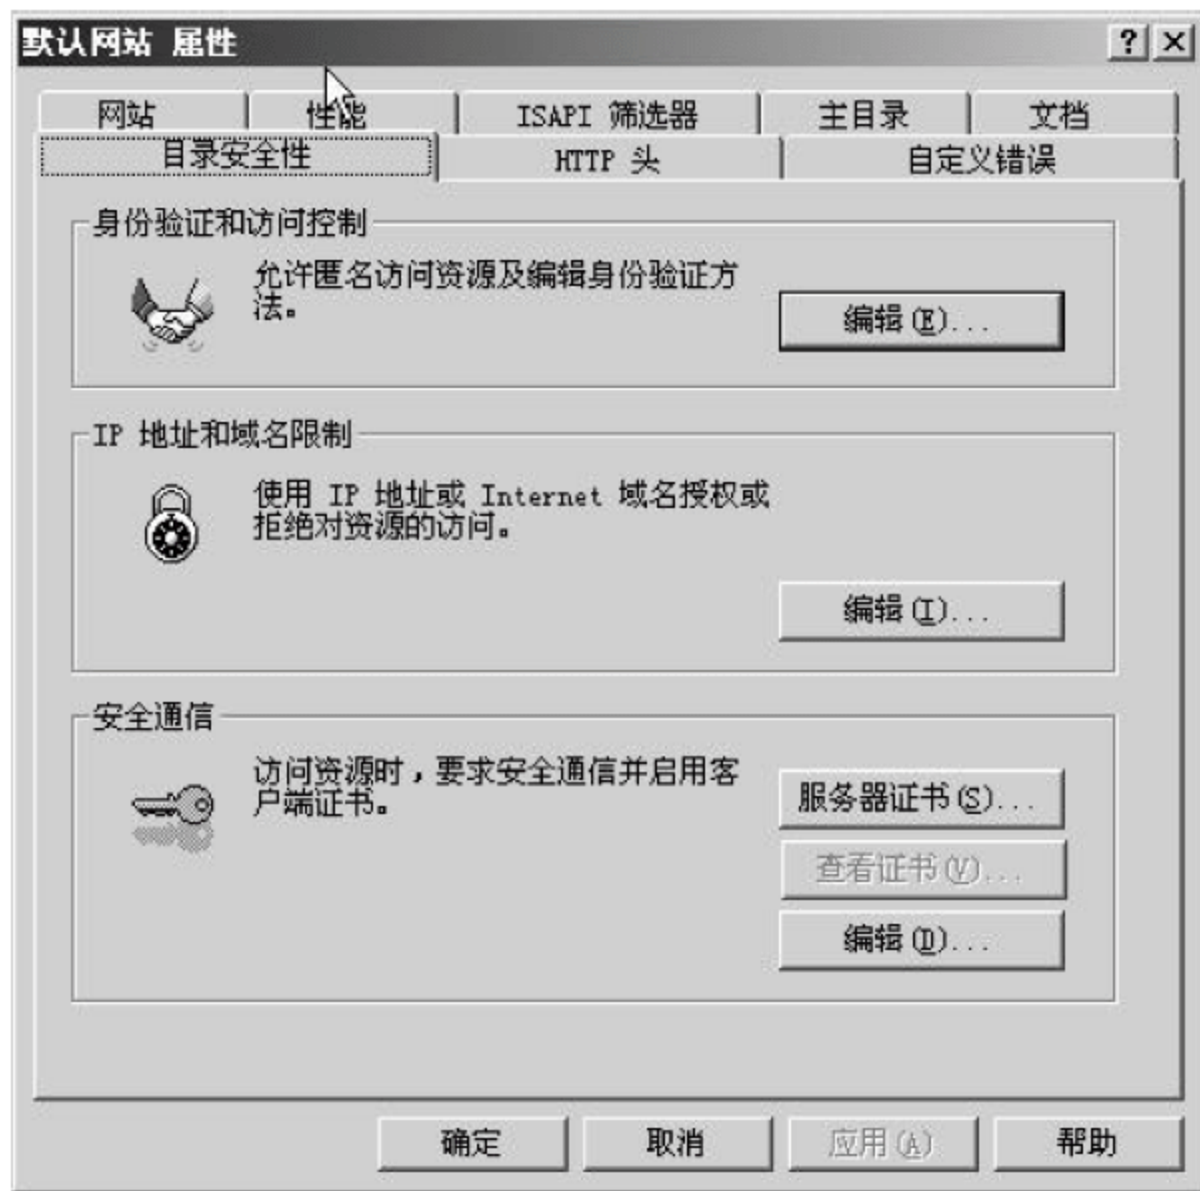 默认网站 属性
网站 性能 ISAPI 筛选器 主目录 文档
目录安全性 HTTP 头 自定义错误
身份验证和访问控制
允许匿名访问资源及编辑身份验证方
法。
编辑(E)...
IP 地址和域名限制
使用 IP 地址或 Internet 域名授权或
拒绝对资源的访问。
编辑(I)...
安全通信
访问资源时，要求安全通信并启用客
户端证书。
服务器证书(S)...
查看证书(V)...
编辑(D)...
确定 取消 应用(A) 帮助